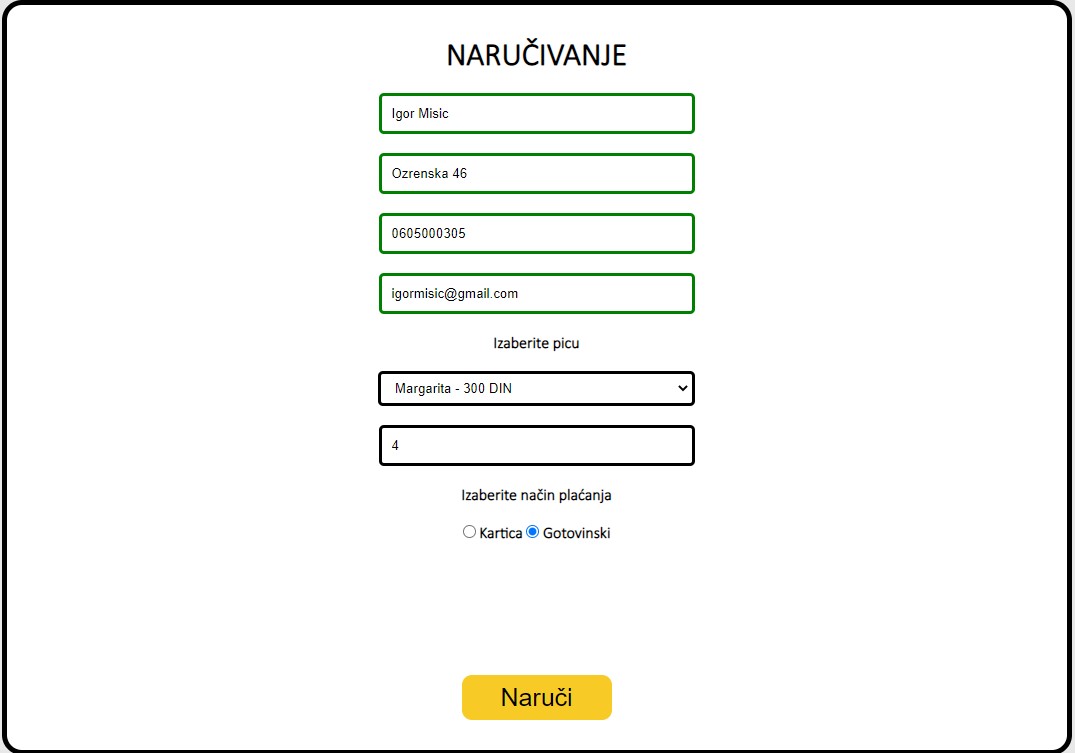 NARUČIVANJE
Igor Misic
Ozrenska 46
0605000305
igormisic@gmail.com
Izaberite picu
Margarita - 300 DIN
4
Izaberite način plaćanja
Kartica Gotovinski
Naruči